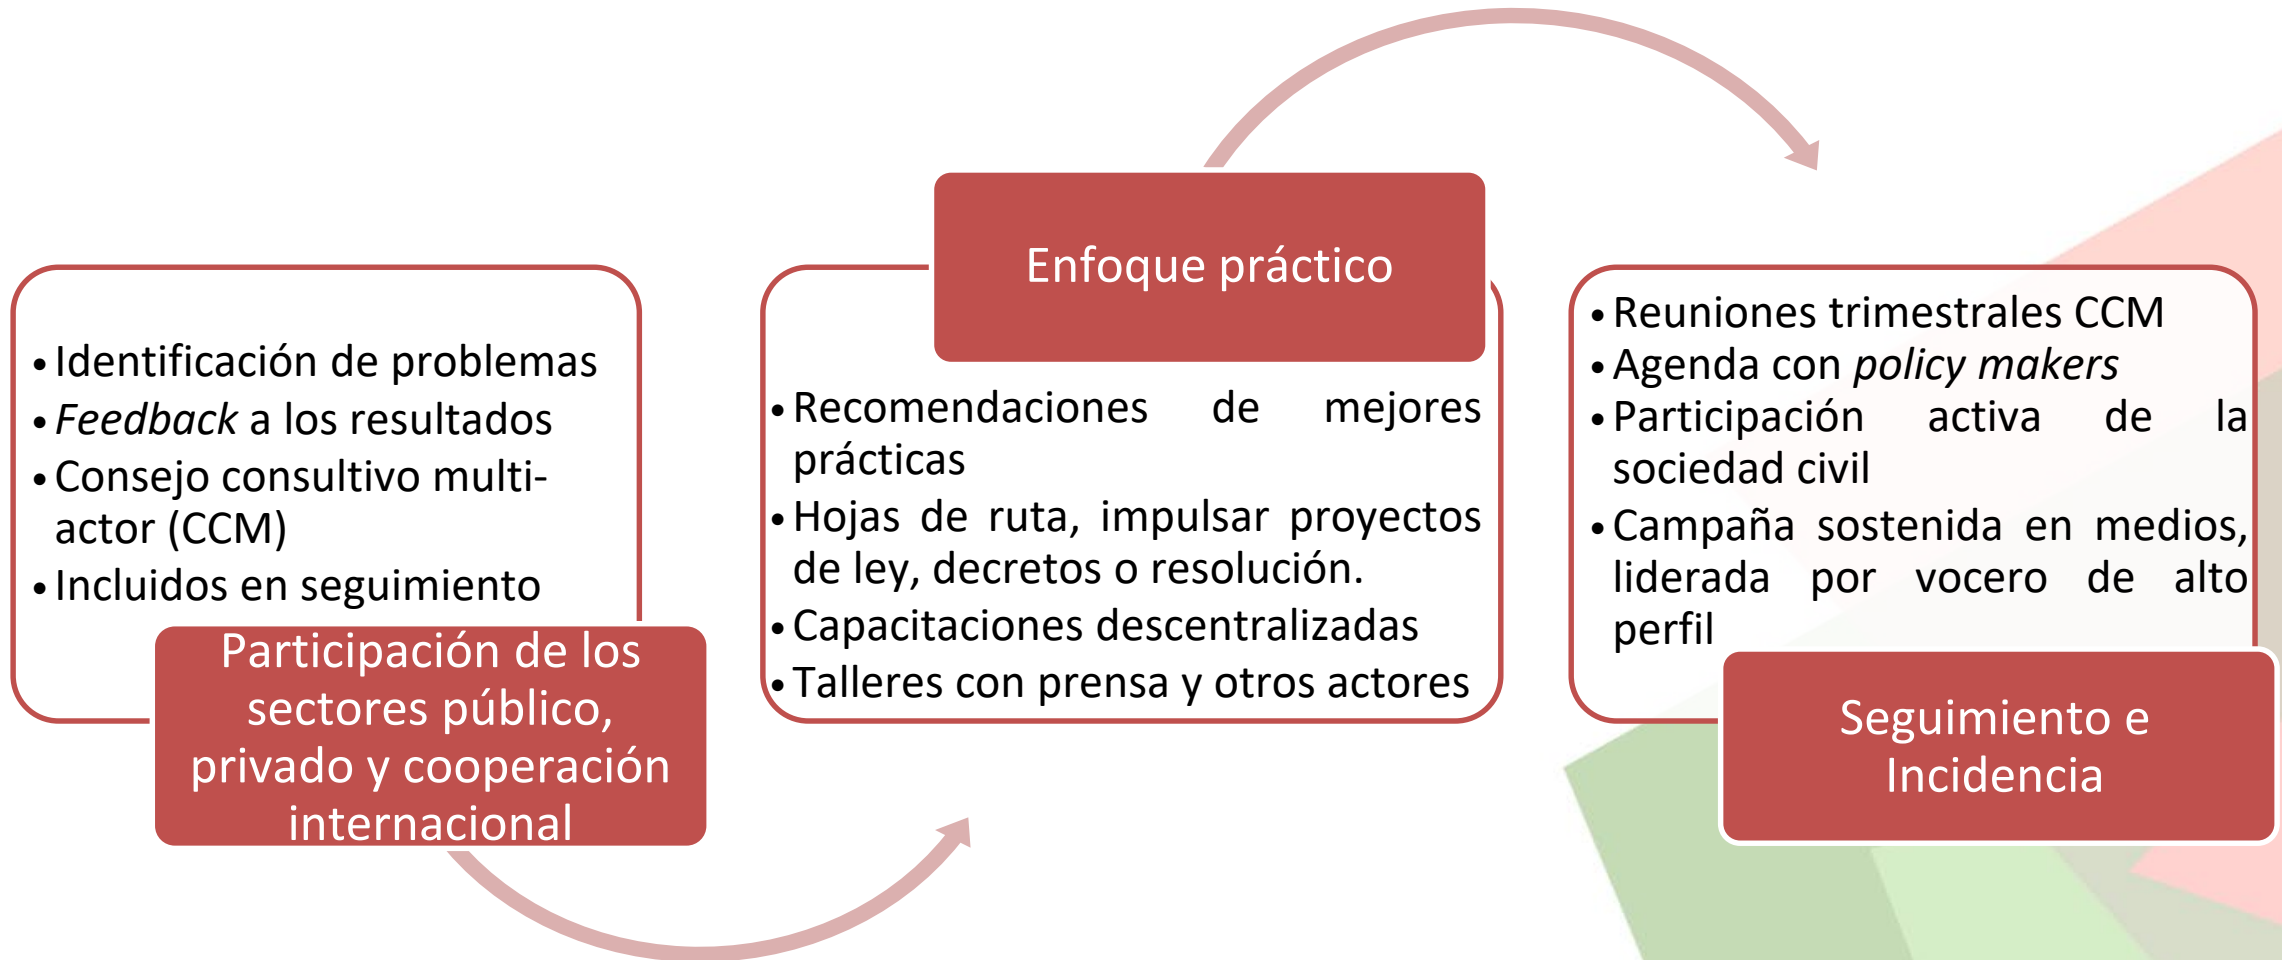 • Identificación de problemas
• Feedback a los resultados
• Consejo consultivo multi-
actor (CCM)
• Incluidos en seguimiento
Participación de los
sectores público,
privado y cooperación
internacional
Enfoque práctico
• Recomendaciones de mejores
prácticas
• Hojas de ruta, impulsar proyectos
de ley, decretos o resolución.
• Capacitaciones descentralizadas
• Talleres con prensa y otros actores
• Reuniones trimestrales CCM
• Agenda con policy makers
• Participación activa de la
sociedad civil
• Campaña sostenida en medios,
liderada por vocero de alto
perfil
Seguimiento e
Incidencia